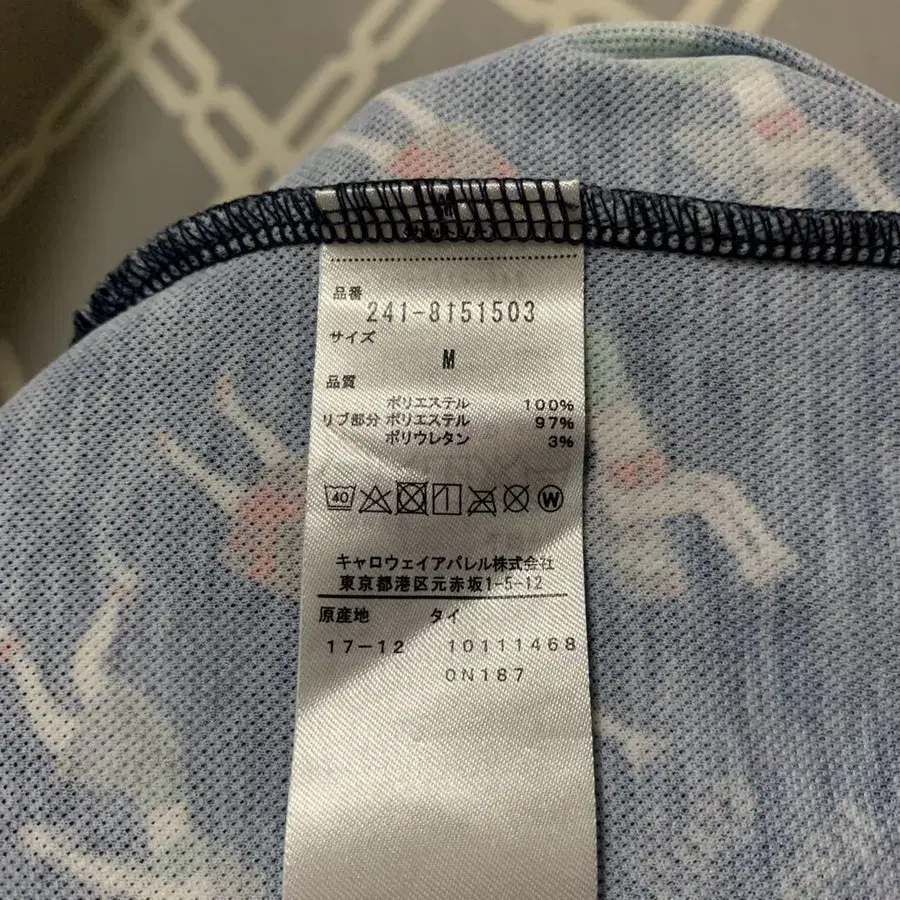 品番
241-8151503
サイズ
M
品質
ポリエステル 100%
リブ部分 ポリエステル 97%
ポリウレタン 3%
40 W
キャロウェイアパレル株式会社
東京都港区元赤坂1-5-12
原産地 タイ
17-12 10111468
0N187